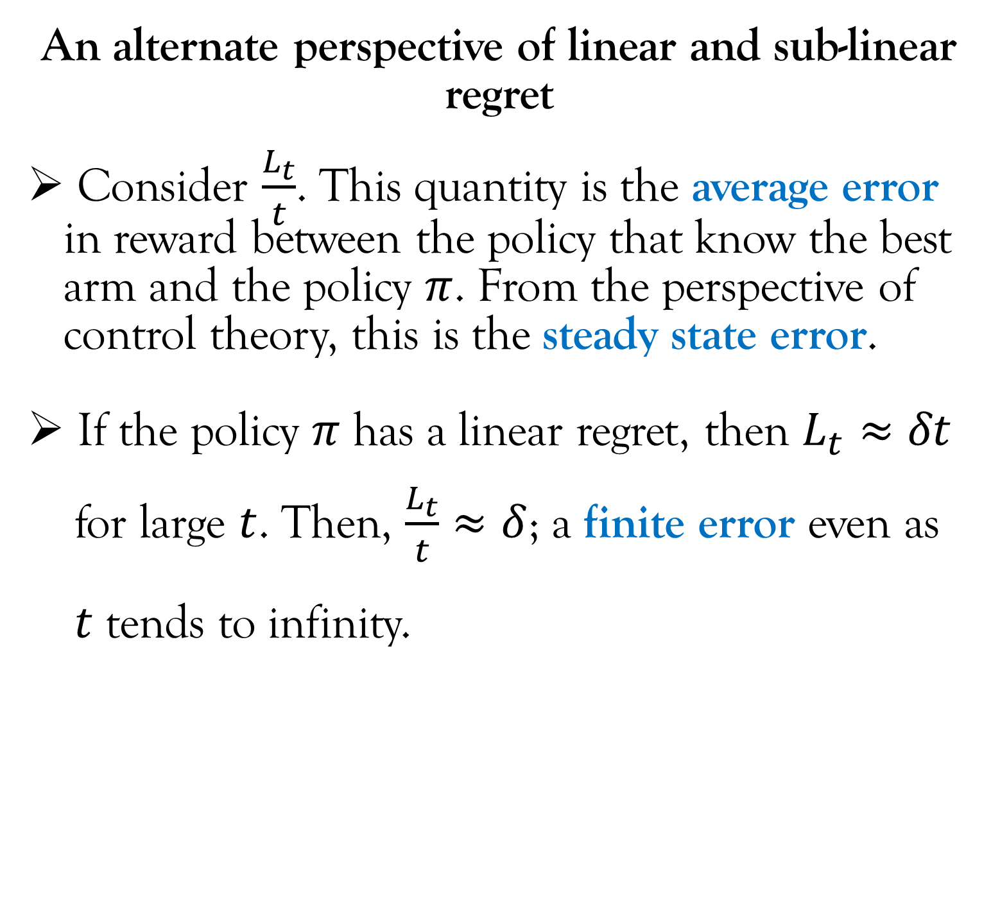 An alternate perspective of linear and sub-linear
regret
➢ Consider $\frac{L_t}{t}$. This quantity is the average error
in reward between the policy that know the best
arm and the policy $\pi$. From the perspective of
control theory, this is the steady state error.
➢ If the policy $\pi$ has a linear regret, then $L_t \approx \delta t$
for large $t$. Then, $\frac{L_t}{t} \approx \delta$; a finite error even as
$t$ tends to infinity.